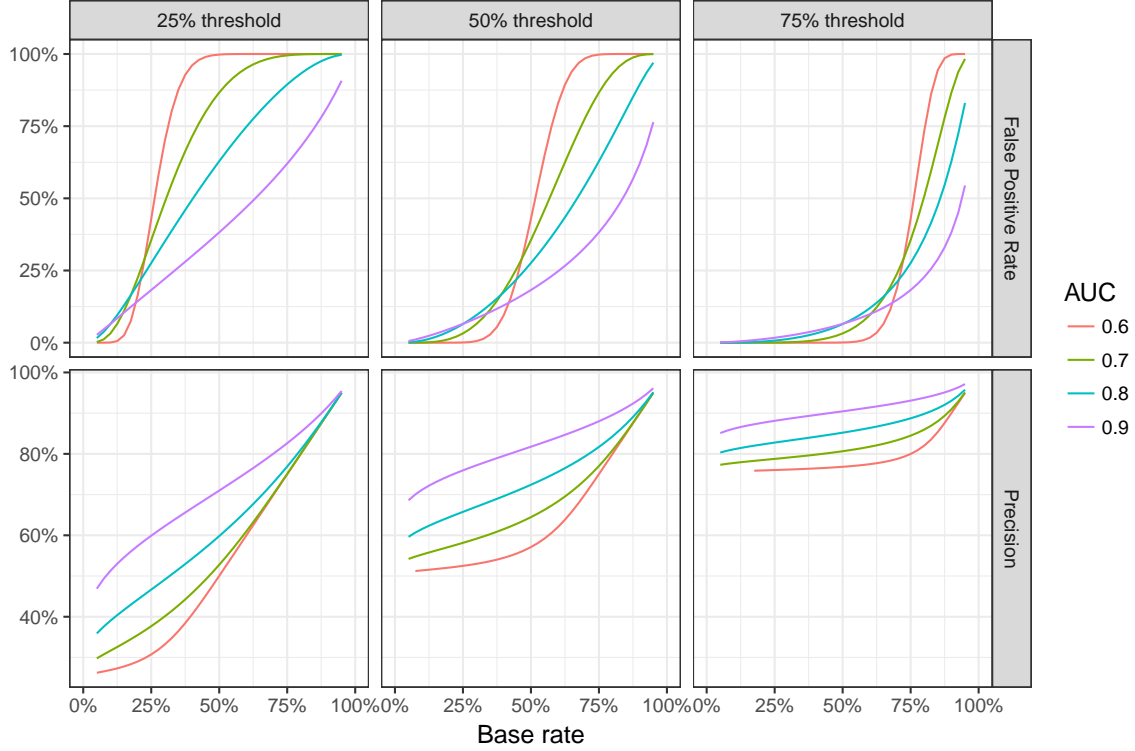 25% threshold
50% threshold
75% threshold
100%
75%
50%
25%
0%
False Positive Rate
100%
80%
60%
40%
Precision
0% 25% 50% 75% 100%
0% 25% 50% 75% 100%
0% 25% 50% 75% 100%
Base rate
AUC
0.6
0.7
0.8
0.9